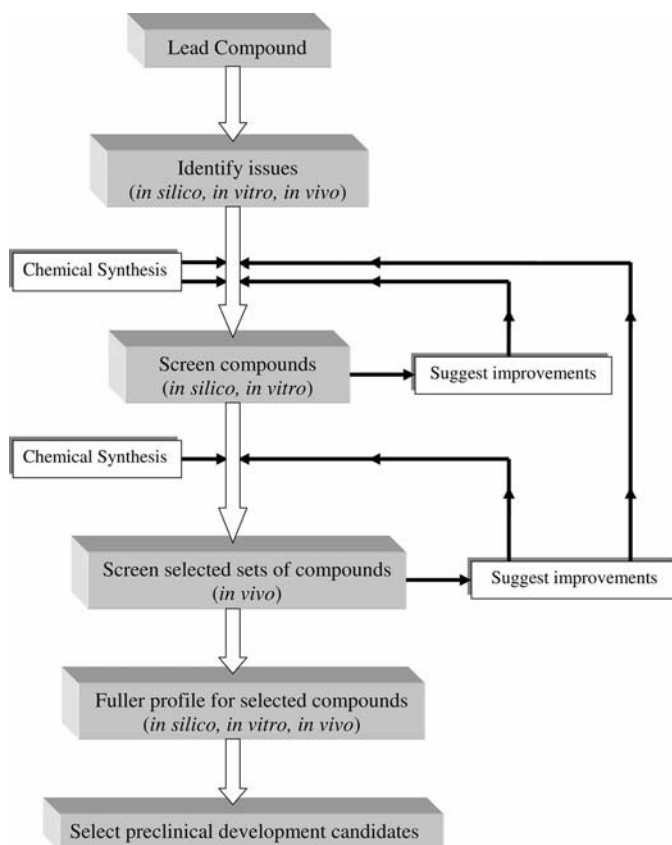 Lead Compound
Identify issues
(in silico, in vitro, in vivo)
Chemical Synthesis
Screen compounds
(in silico, in vitro)
Suggest improvements
Chemical Synthesis
Screen selected sets of compounds
(in vivo)
Suggest improvements
Fuller profile for selected compounds
(in silico, in vitro, in vivo)
Select preclinical development candidates